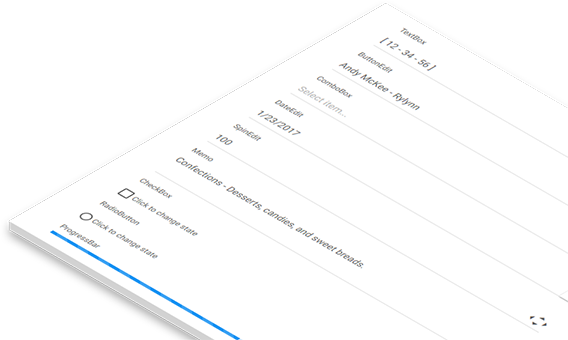 TextBox
[ 12 - 34 - 56 ]
ButtonEdit
Andy McKee - Rylynn
ComboBox
Select item...
DateEdit
1/23/2017
SpinEdit
100
Memo
Confections - Desserts, candies, and sweet breads.
CheckBox
Click to change state
RadioButton
Click to change state
ProgressBar